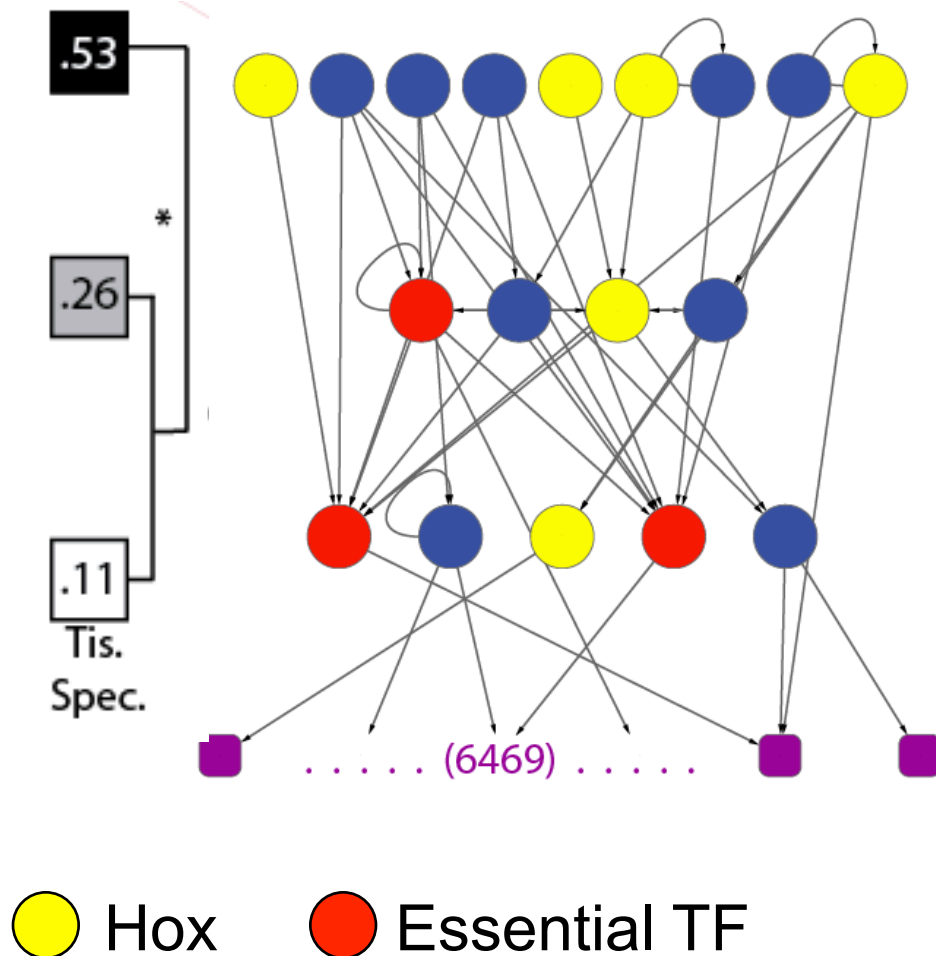 .53
*
.26
.11
Tis.
Spec.
. . . . . (6469) . . . . .
Hox
Essential TF